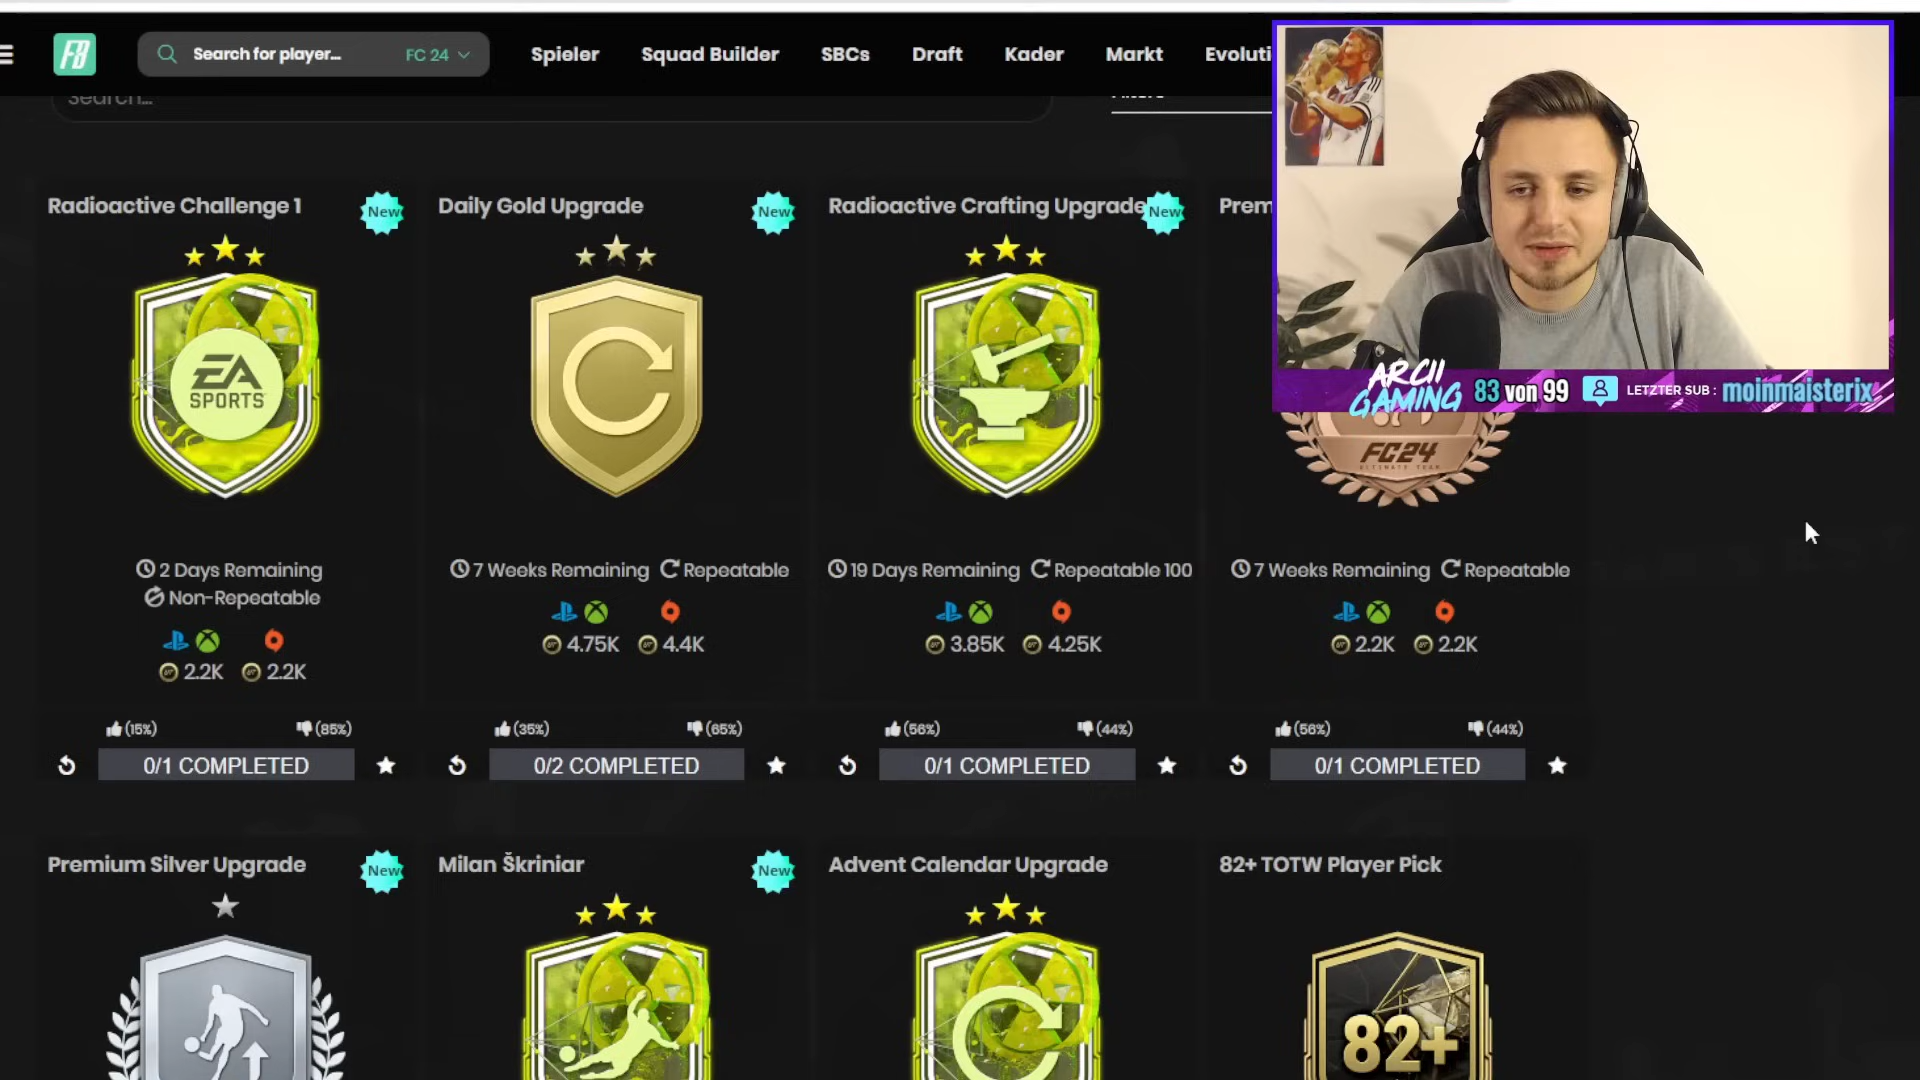 FB
Search for player...
FC 24
Spieler
Squad Builder
SBCs
Draft
Kader
Markt
Evoluti
Search...
Filters
Radioactive Challenge 1
New
Daily Gold Upgrade
New
Radioactive Crafting Upgrade
New
Prem
EA
SPORTS
FC24
ULTIMATE TEAM
ARCII
GAMING
83 von 99
LETZTER SUB :
moinmaisterix
2 Days Remaining
Non-Repeatable
7 Weeks Remaining
Repeatable
19 Days Remaining
Repeatable 100
7 Weeks Remaining
Repeatable
2.2K
2.2K
4.75K
4.4K
3.85K
4.25K
2.2K
2.2K
(15%)
(85%)
(35%)
(65%)
(56%)
(44%)
(56%)
(44%)
0/1 COMPLETED
0/2 COMPLETED
0/1 COMPLETED
0/1 COMPLETED
Premium Silver Upgrade
New
Milan Škriniar
New
Advent Calendar Upgrade
82+ TOTW Player Pick
82+